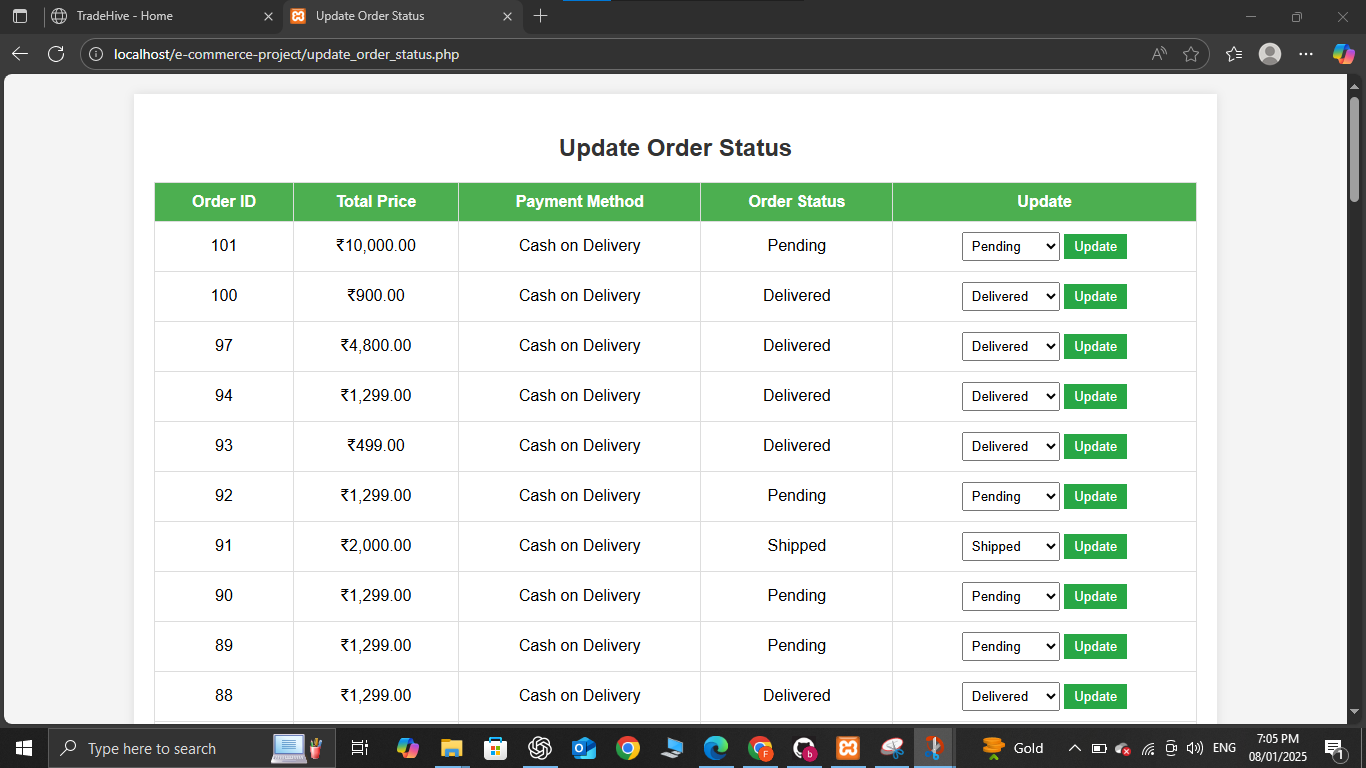 TradeHive - Home
Update Order Status
localhost/e-commerce-project/update_order_status.php
Update Order Status
Order ID Total Price Payment Method Order Status Update
101 ₹10,000.00 Cash on Delivery Pending Pending Update
100 ₹900.00 Cash on Delivery Delivered Delivered Update
97 ₹4,800.00 Cash on Delivery Delivered Delivered Update
94 ₹1,299.00 Cash on Delivery Delivered Delivered Update
93 ₹499.00 Cash on Delivery Delivered Delivered Update
92 ₹1,299.00 Cash on Delivery Pending Pending Update
91 ₹2,000.00 Cash on Delivery Shipped Shipped Update
90 ₹1,299.00 Cash on Delivery Pending Pending Update
89 ₹1,299.00 Cash on Delivery Pending Pending Update
88 ₹1,299.00 Cash on Delivery Delivered Delivered Update
Type here to search
Gold
ENG
7:05 PM
08/01/2025
1